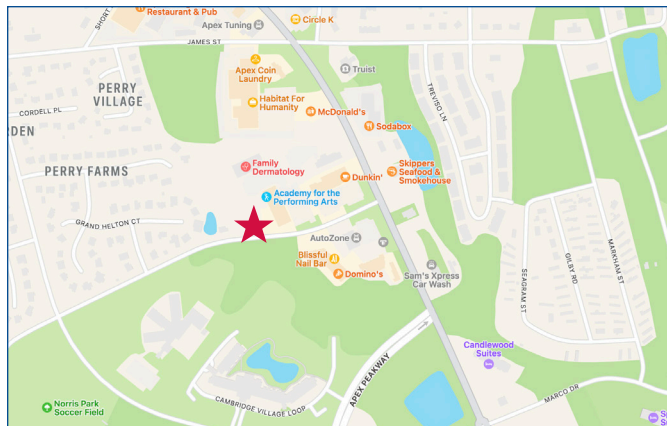 SHORT
Restaurant & Pub
Circle K
Apex Tuning
JAMES ST
Apex Coin
Laundry
Truist
PERRY
VILLAGE
Habitat For
Humanity
McDonald's
TREVISO LN
CORDELL PL
Sodabox
RDEN
PERRY FARMS
Family
Dermatology
Dunkin'
Skippers
Seafood &
Smokehouse
Academy for the
Performing Arts
GRAND HELTON CT
AutoZone
Blissful
Nail Bar
Domino's
Sam's Xpress
Car Wash
SEAGRAM ST
GILBY RD
MARKHAM ST
Candlewood
Suites
APEX PEAKWAY
MARCO DR
Norris Park
Soccer Field
CAMBRIDGE VILLAGE LOOP